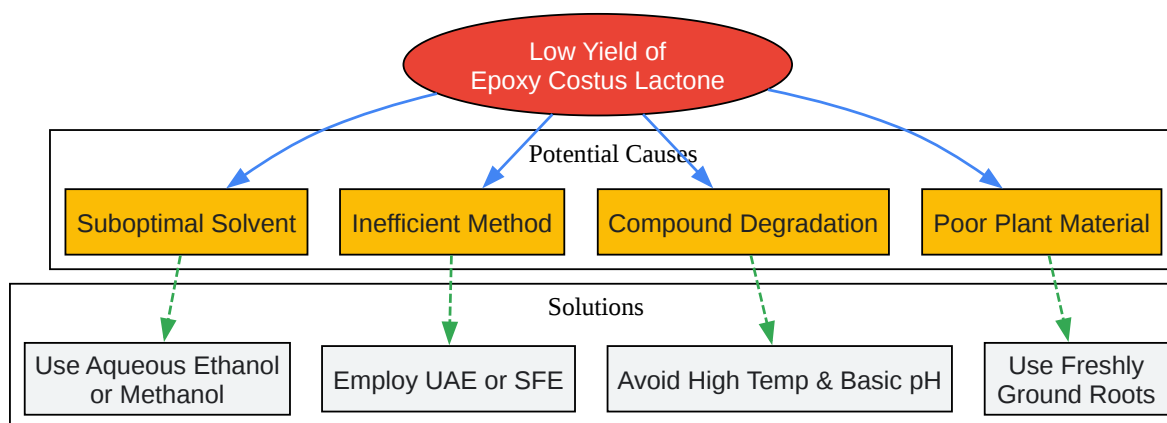 Low Yield of
Epoxy Costus Lactone
Potential Causes
Suboptimal Solvent
Inefficient Method
Compound Degradation
Poor Plant Material
Solutions
Use Aqueous Ethanol
or Methanol
Employ UAE or SFE
Avoid High Temp & Basic pH
Use Freshly
Ground Roots